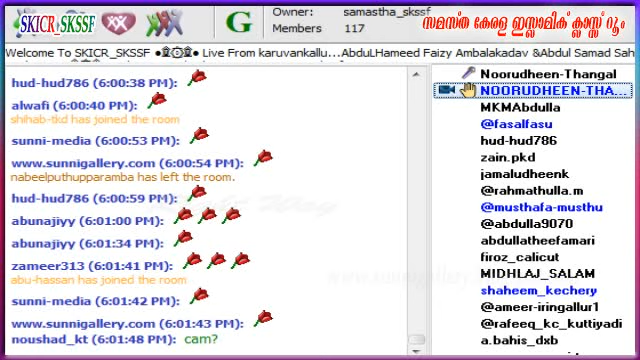 SKICR_SKSSF
G
Owner: samastha_skssf
Members 117
സമസ്ത കേരള ഇസ്ലാമിക് ക്ലാസ്സ് റൂം
Welcome To SKICR_SKSSF Live From karuvankallu...AbduLHameed Faizy Ambalakadav &Abdul Samad Sah
hud-hud786 (6:00:38 PM):
alwafi (6:00:40 PM):
shihab-tkd has joined the room
sunni-media (6:00:53 PM):
www.sunnigallery.com (6:00:54 PM):
nabeelputhupparamba has left the room.
hud-hud786 (6:00:59 PM):
abunajiyy (6:01:00 PM):
abunajiyy (6:01:34 PM):
zameer313 (6:01:41 PM):
abu-hassan has joined the room
sunni-media (6:01:42 PM):
www.sunnigallery.com (6:01:43 PM):
noushad_kt (6:01:48 PM): cam?
Noorudheen-Thangal
NOORUDHEEN-THA...
MKMAbdulla
@fasalfasu
hud-hud786
zain.pkd
jamaludheenk
@rahmathulla.m
@musthafa-musthu
@abdulla9070
abdullatheefamari
firoz_calicut
MIDHLAJ_SALAM
shaheem_kechery
@ameer-iringallur1
@rafeeq_kc_kuttiyadi
a.bahis_dxb